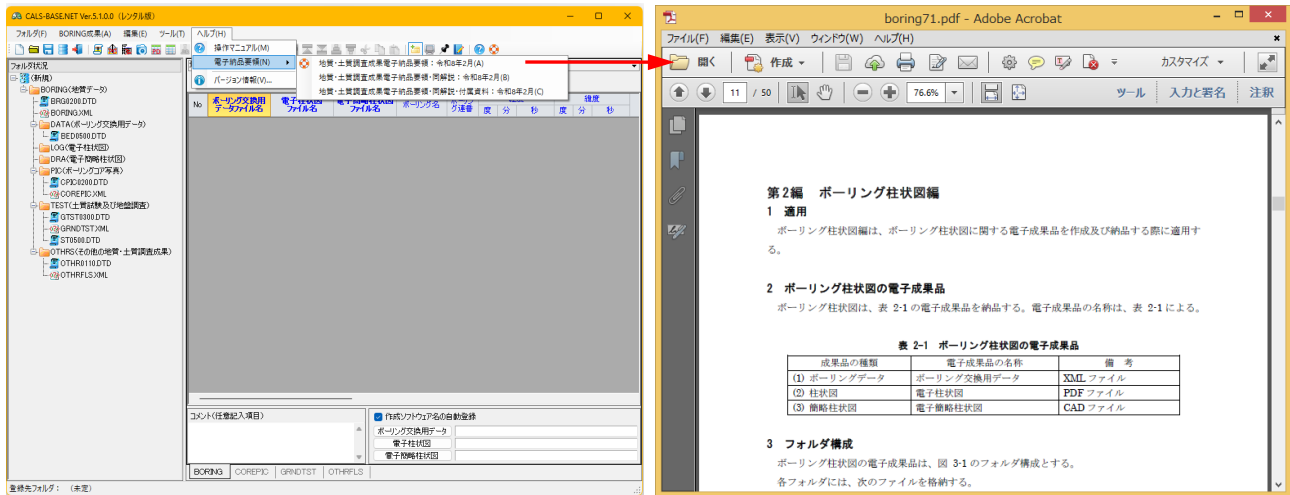 CALS-BASE.NET Ver.5.1.0.0（レンタル版）
フォルダ(F) BORING成果(A) 編集(E) ツール(T) ヘルプ(H)
操作マニュアル(M)
電子納品要領(N)
バージョン情報(V)...
地質・土質調査成果電子納品要領：令和8年2月(A)
地質・土質調査成果電子納品要領・同解説：令和8年2月(B)
地質・土質調査成果電子納品要領・同解説・付属資料：令和8年2月(C)
フォルダ状況
(新規)
BORING(地質データ)
BRG0200.DTD
BORING.XML
DATA(ボーリング交換用データ)
BED0500.DTD
LOG(電子柱状図)
DRA(電子簡略柱状図)
PIC(ボーリングコア写真)
CPIC0200.DTD
COREPIC.XML
TEST(土質試験及び地盤調査)
GTST0300.DTD
GRNDTST.XML
ST0500.DTD
OTHRS(その他の地質・土質調査成果)
OTHR0110.DTD
OTHRFLS.XML
No ボーリング交換用データファイル名 電子柱状図ファイル名 電子簡略柱状図ファイル名 ボーリング名 ボーリング連番 度 分 秒 緯度 度 分 秒
コメント(任意記入項目)
作成ソフトウェア名の自動登録
ボーリング交換用データ
電子柱状図
電子簡略柱状図
BORING COREPIC GRNDTST OTHRFLS
登録先フォルダ： (未定)
boring71.pdf - Adobe Acrobat
ファイル(F) 編集(E) 表示(V) ウィンドウ(W) ヘルプ(H)
開く 作成 カスタマイズ
11 / 50 76.6% ツール 入力と署名 注釈
第2編 ボーリング柱状図編
1 適用
ボーリング柱状図編は、ボーリング柱状図に関する電子成果品を作成及び納品する際に適用す
る。
2 ボーリング柱状図の電子成果品
ボーリング柱状図は、表 2-1 の電子成果品を納品する。電子成果品の名称は、表 2-1 による。
表 2-1 ボーリング柱状図の電子成果品
成果品の種類 電子成果品の名称 備 考
(1) ボーリングデータ ボーリング交換用データ XML ファイル
(2) 柱状図 電子柱状図 PDF ファイル
(3) 簡略柱状図 電子簡略柱状図 CAD ファイル
3 フォルダ構成
ボーリング柱状図の電子成果品は、図 3-1 のフォルダ構成とする。
各フォルダには、次のファイルを格納する。